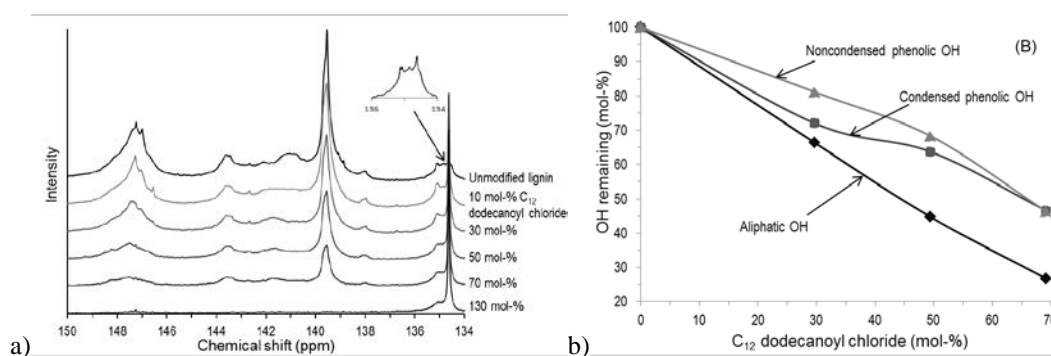 136
134
Intensity
Unmodified lignin
10 mol-% C12
dodecanoyl chloride
30 mol-%
50 mol-%
70 mol-%
130 mol-%
150
148
146
144
142
140
138
136
134
a)
Chemical shift (ppm)
(B)
100
90
80
70
60
50
40
30
20
OH remaining (mol-%)
Noncondensed phenolic OH
Condensed phenolic OH
Aliphatic OH
0
10
20
30
40
50
60
70
b)
C12 dodecanoyl chloride (mol-%)